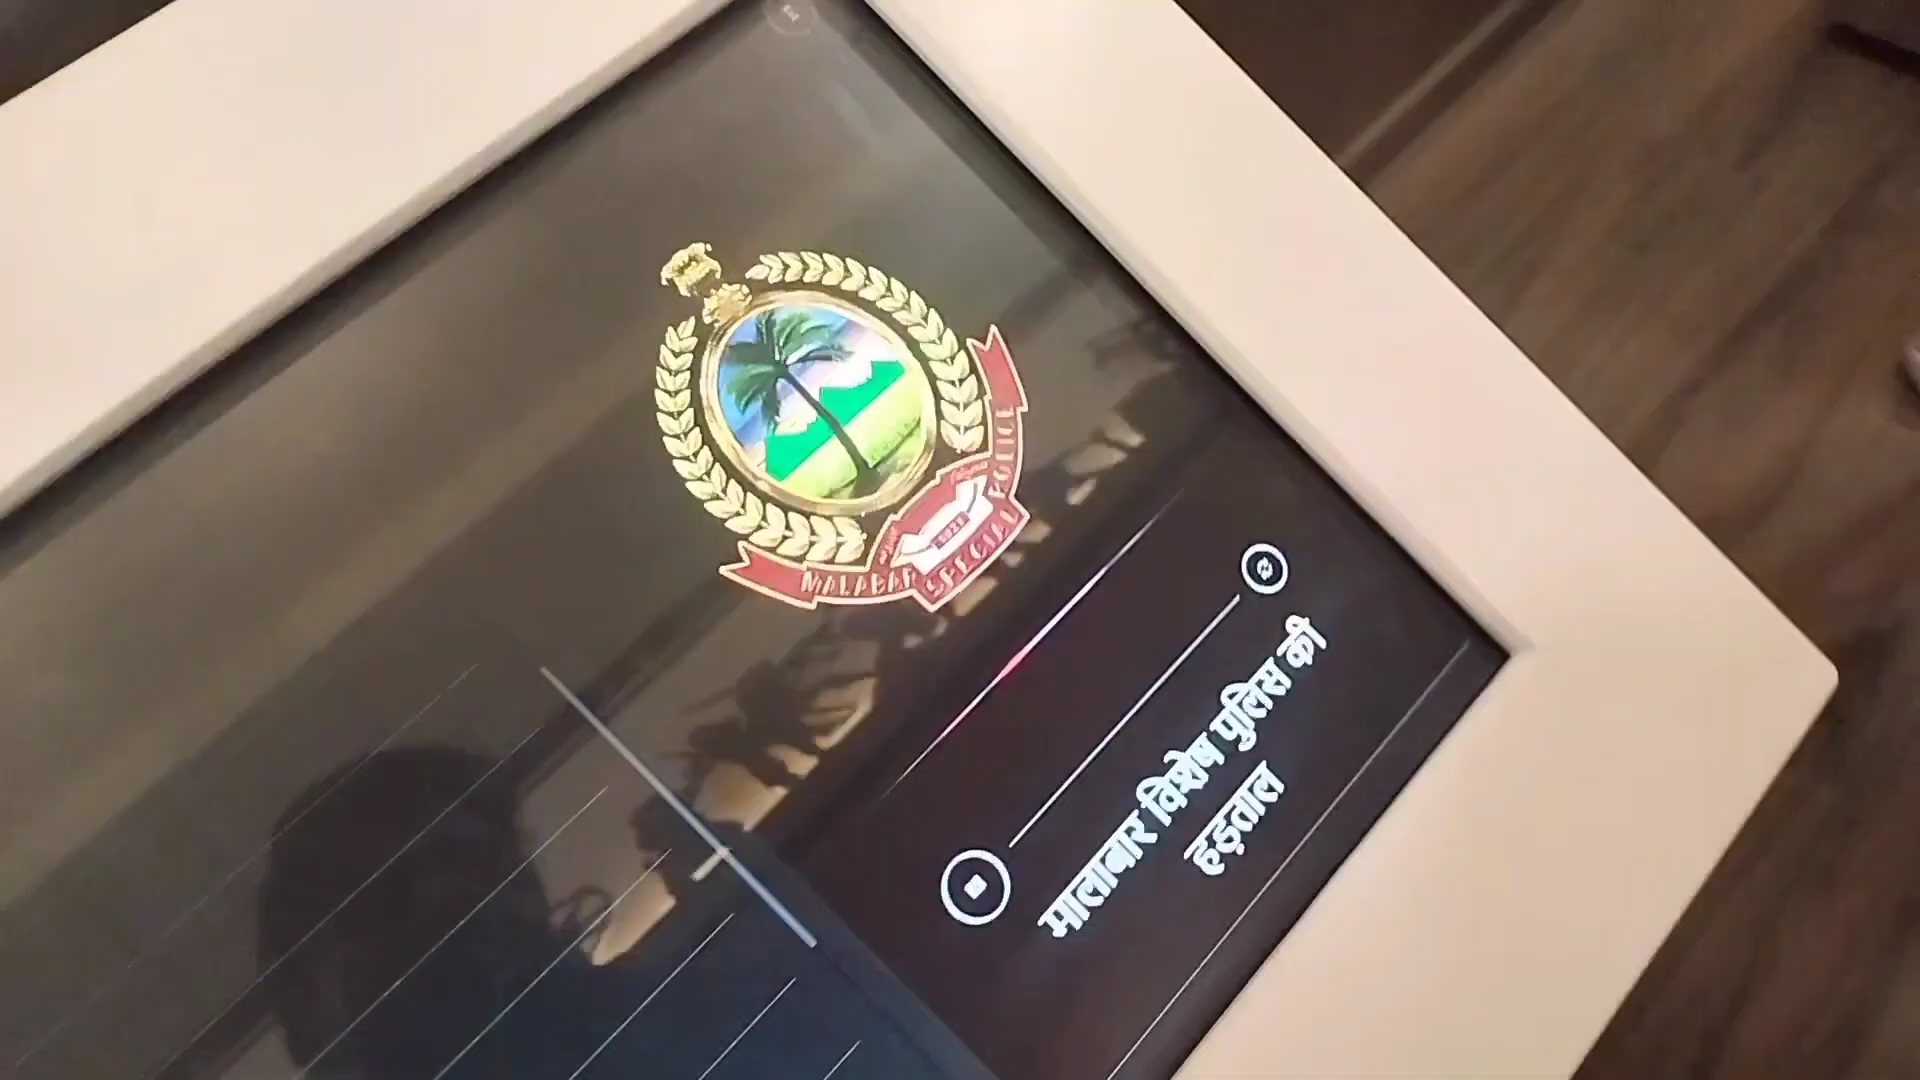 MALABAR SPECIAL POLICE
मालाबार विशेष पुलिस की
हड़ताल